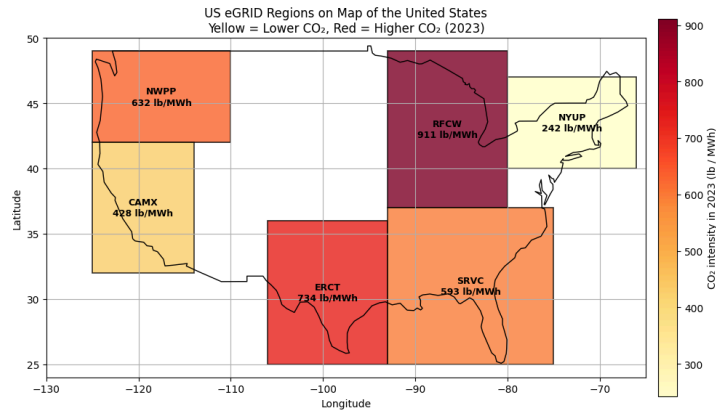 US eGRID Regions on Map of the United States
Yellow = Lower CO₂, Red = Higher CO₂ (2023)
50
45
40
35
30
25
Latitude
NWPP
632 lb/MWh
RFCW
911 lb/MWh
NYUP
242 lb/MWh
CAMX
428 lb/MWh
ERCT
734 lb/MWh
SRVC
593 lb/MWh
−130
−120
−110
−100
−90
−80
−70
Longitude
900
800
700
600
500
400
300
CO₂ intensity in 2023 (lb / MWh)